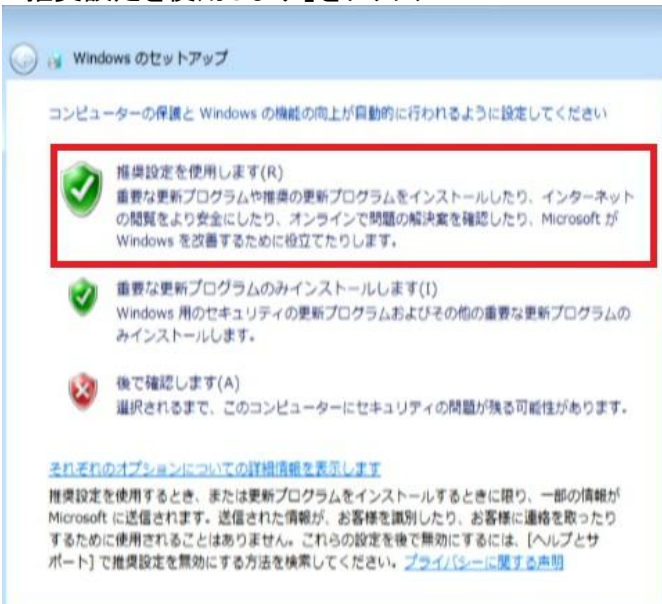 Windows のセットアップ
コンピューターの保護と Windows の機能の向上が自動的に行われるように設定してください
推奨設定を使用します(R)
重要な更新プログラムや推奨の更新プログラムをインストールしたり、インターネット
の閲覧をより安全にしたり、オンラインで問題の解決案を確認したり、Microsoft が
Windows を改善するために役立てたりします。
重要な更新プログラムのみインストールします(I)
Windows 用のセキュリティの更新プログラムおよびその他の重要な更新プログラムの
みインストールします。
後で確認します(A)
選択されるまで、このコンピューターにセキュリティの問題が残る可能性があります。
それぞれのオプションについての詳細情報を表示します
推奨設定を使用するとき、または更新プログラムをインストールするときに限り、一部の情報が
Microsoft に送信されます。送信された情報が、お客様を識別したり、お客様に連絡を取ったり
するために使用されることはありません。これらの設定を後で無効にするには、[ヘルプとサ
ポート] で推奨設定を無効にする方法を検索してください。プライバシーに関する声明